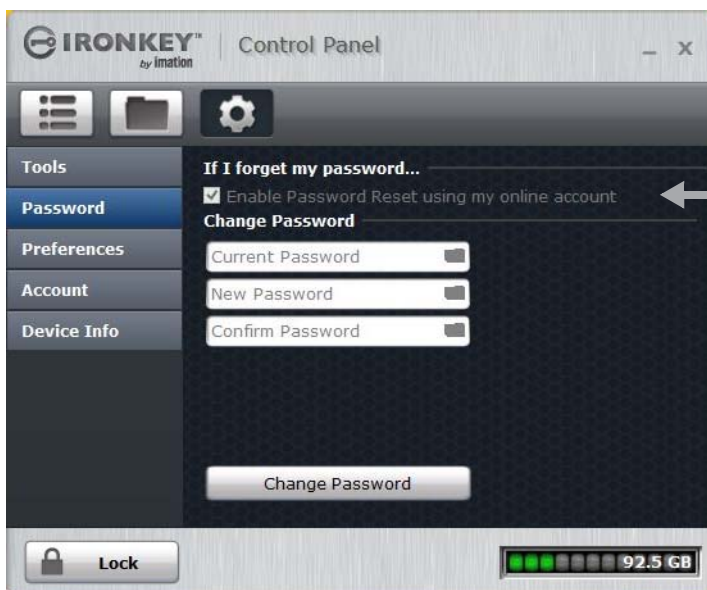 IRONKEY™ Control Panel
by imation
Tools
Password
Preferences
Account
Device Info
If I forget my password...
Enable Password Reset using my online account
Change Password
Current Password
New Password
Confirm Password
Change Password
Lock
92.5 GB